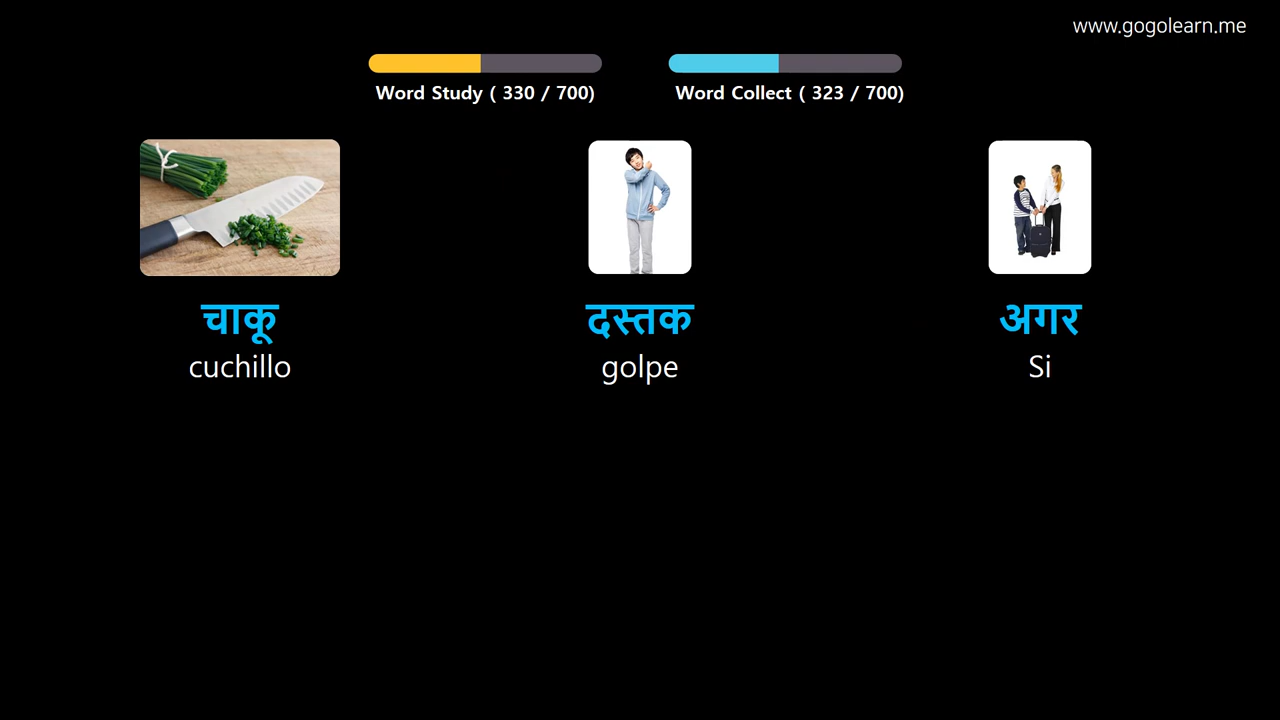 www.gogolearn.me
Word Study ( 330 / 700)
Word Collect ( 323 / 700)
चाकू
दस्तक
अगर
cuchillo
golpe
Si